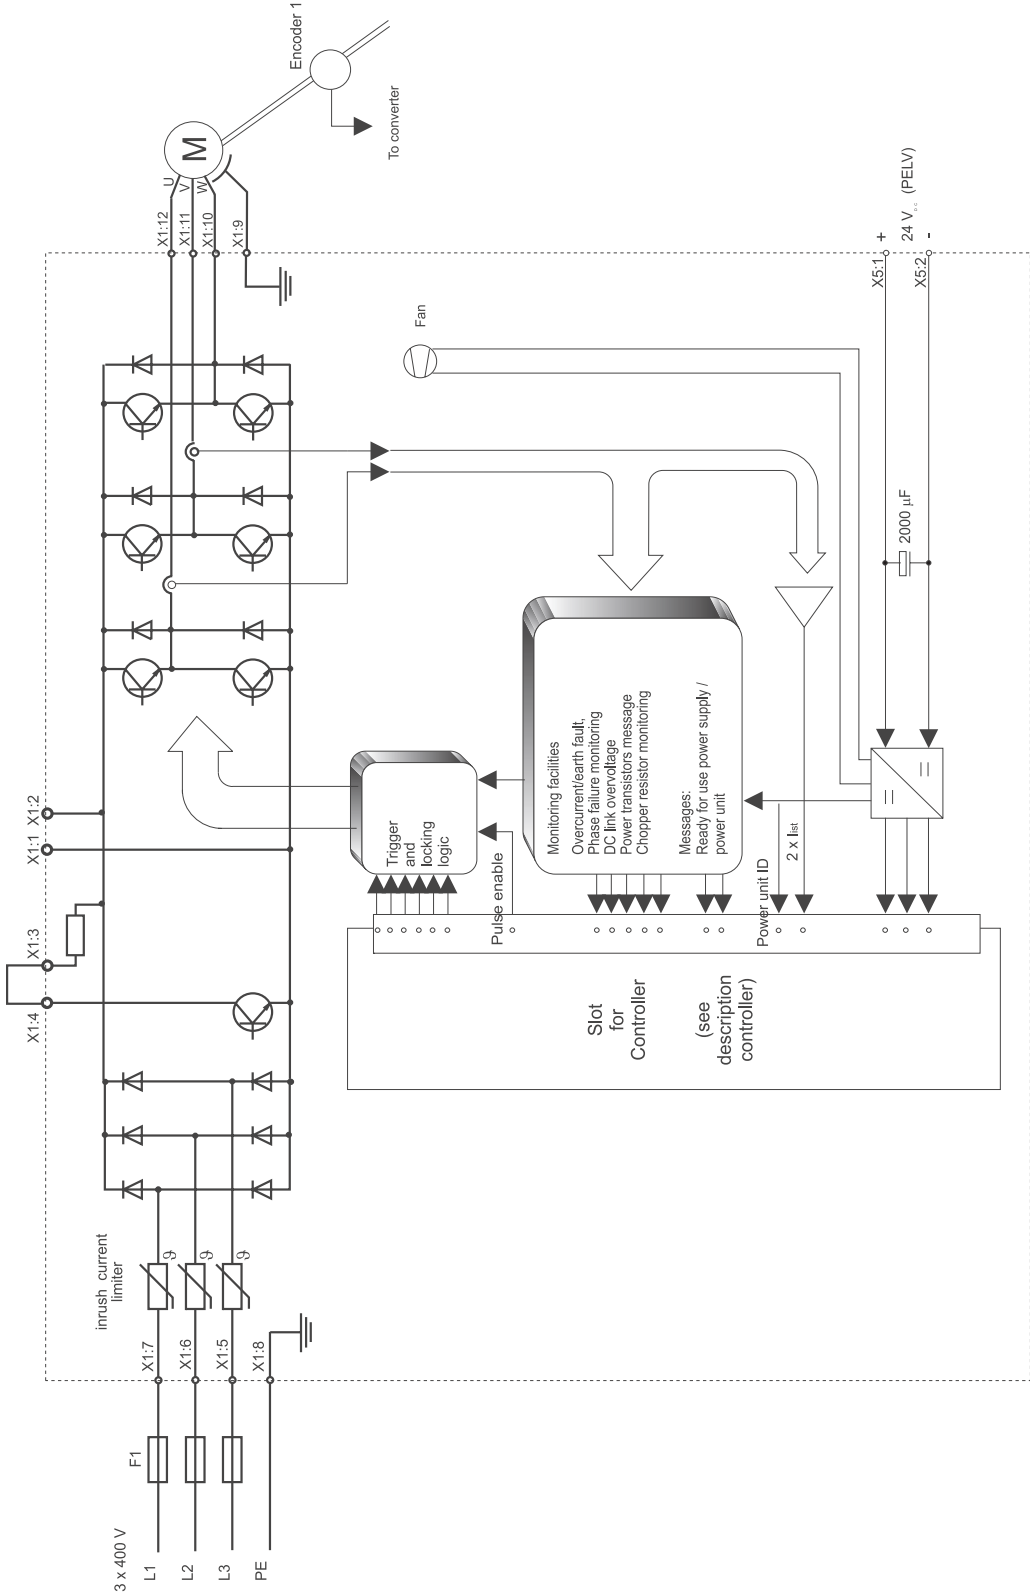 3 x 400 V
L1
L2
L3
PE
F1
X1:7
X1:6
X1:5
X1:8
inrush current
limiter
ϑ
ϑ
ϑ
X1:4
X1:3
X1:1
X1:2
X1:12
X1:11
X1:10
X1:9
U
V
W
M
Encoder 1
To converter
Fan
Trigger
and
locking
logic
Pulse enable
Monitoring facilities
Overcurrent/earth fault,
Phase failure monitoring
DC link overvoltage
Power transistors message
Chopper resistor monitoring
Messages:
Ready for use power supply /
power unit
Power unit ID
2 x Iist
2000 µF
X5:1
+
24 V (PELV)
X5:2
-
Slot
for
Controller
(see
description
controller)